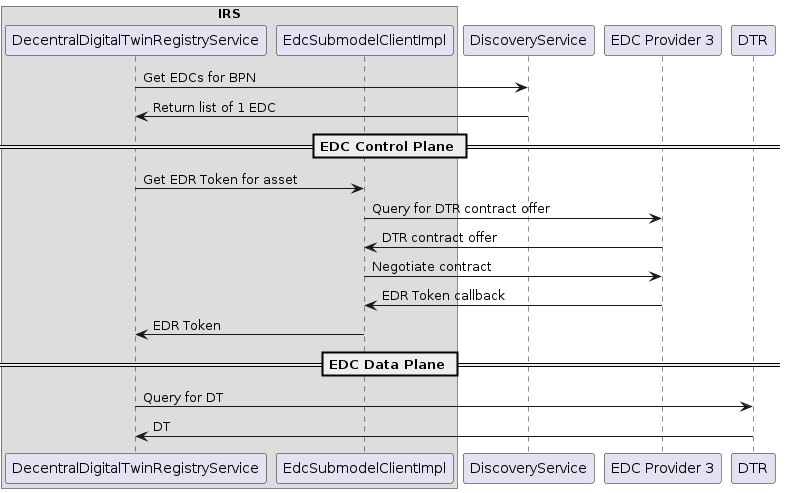 IRS
DecentralDigitalTwinRegistryService EdcSubmodelClientImpl DiscoveryService EDC Provider 3 DTR
Get EDCs for BPN
Return list of 1 EDC
EDC Control Plane
Get EDR Token for asset
Query for DTR contract offer
DTR contract offer
Negotiate contract
EDR Token callback
EDR Token
EDC Data Plane
Query for DT
DT
DecentralDigitalTwinRegistryService EdcSubmodelClientImpl DiscoveryService EDC Provider 3 DTR